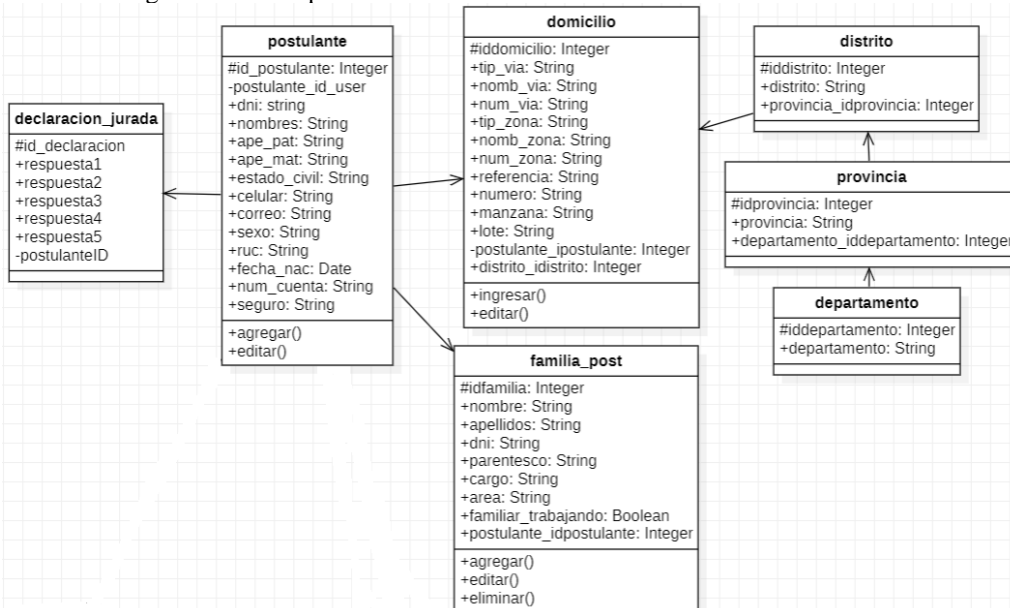 declaracion_jurada
#id_declaracion
+respuesta1
+respuesta2
+respuesta3
+respuesta4
+respuesta5
-postulanteID
postulante
#id_postulante: Integer
-postulante_id_user
+dni: string
+nombres: String
+ape_pat: String
+ape_mat: String
+estado_civil: String
+celular: String
+correo: String
+sexo: String
+ruc: String
+fecha_nac: Date
+num_cuenta: String
+seguro: String
+agregar()
+editar()
domicilio
#iddomicilio: Integer
+tip_via: String
+nomb_via: String
+num_via: String
+tip_zona: String
+nomb_zona: String
+num_zona: String
+referencia: String
+numero: String
+manzana: String
+lote: String
-postulante_ipostulante: Integer
+distrito_idistrito: Integer
+ingresar()
+editar()
familia_post
#idfamilia: Integer
+nombre: String
+apellidos: String
+dni: String
+parentesco: String
+cargo: String
+area: String
+familiar_trabajando: Boolean
+postulante_idpostulante: Integer
+agregar()
+editar()
+eliminar()
distrito
#iddistrito: Integer
+distrito: String
+provincia_idprovincia: Integer
provincia
#idprovincia: Integer
+provincia: String
+departamento_iddepartamento: Integer
departamento
#iddepartamento: Integer
+departamento: String